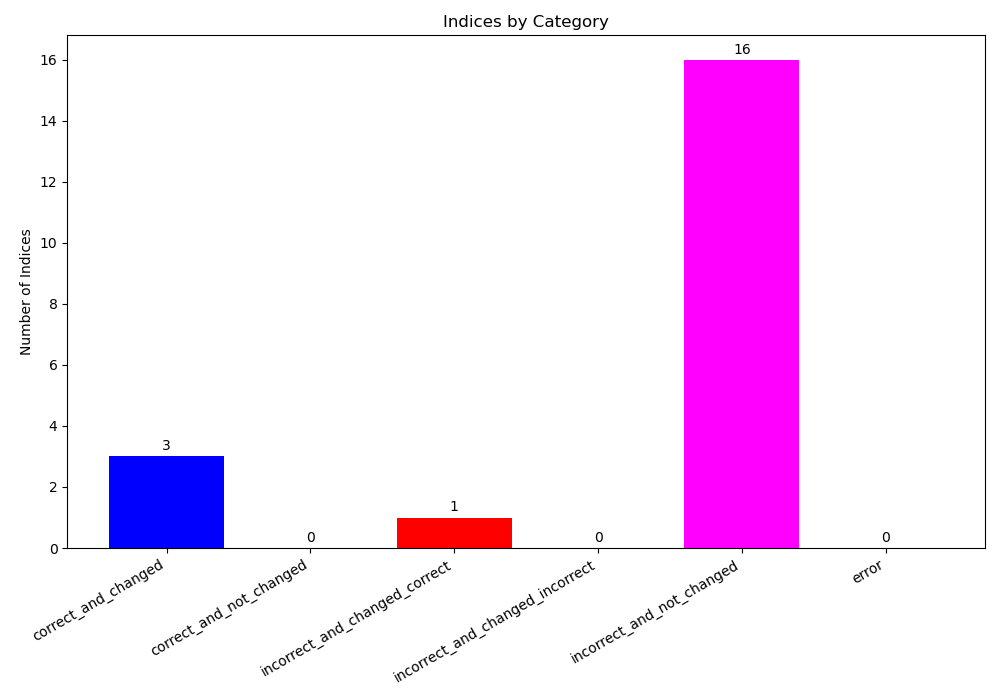 Indices by Category
Number of Indices
16
14
12
10
8
6
4
2
0
3
0
1
0
16
0
correct_and_changed
correct_and_not_changed
incorrect_and_changed_correct
incorrect_and_changed_incorrect
incorrect_and_not_changed
error